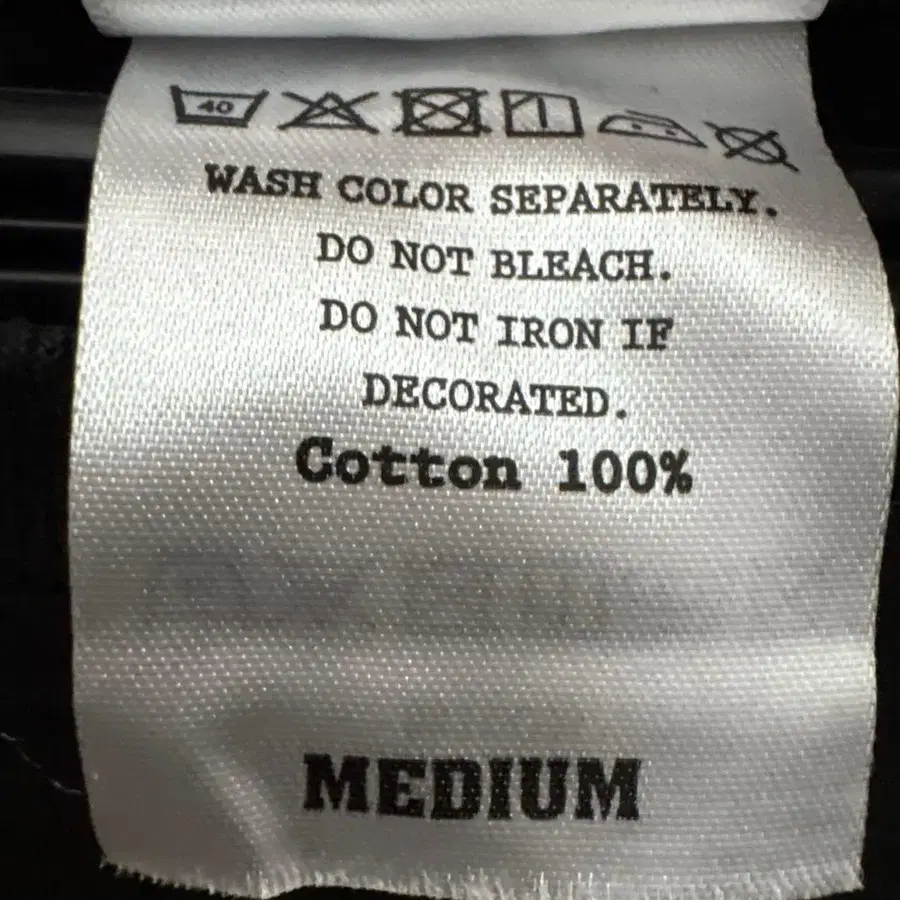 40
WASH COLOR SEPARATELY.
DO NOT BLEACH.
DO NOT IRON IF
DECORATED.
Cotton 100%
MEDIUM